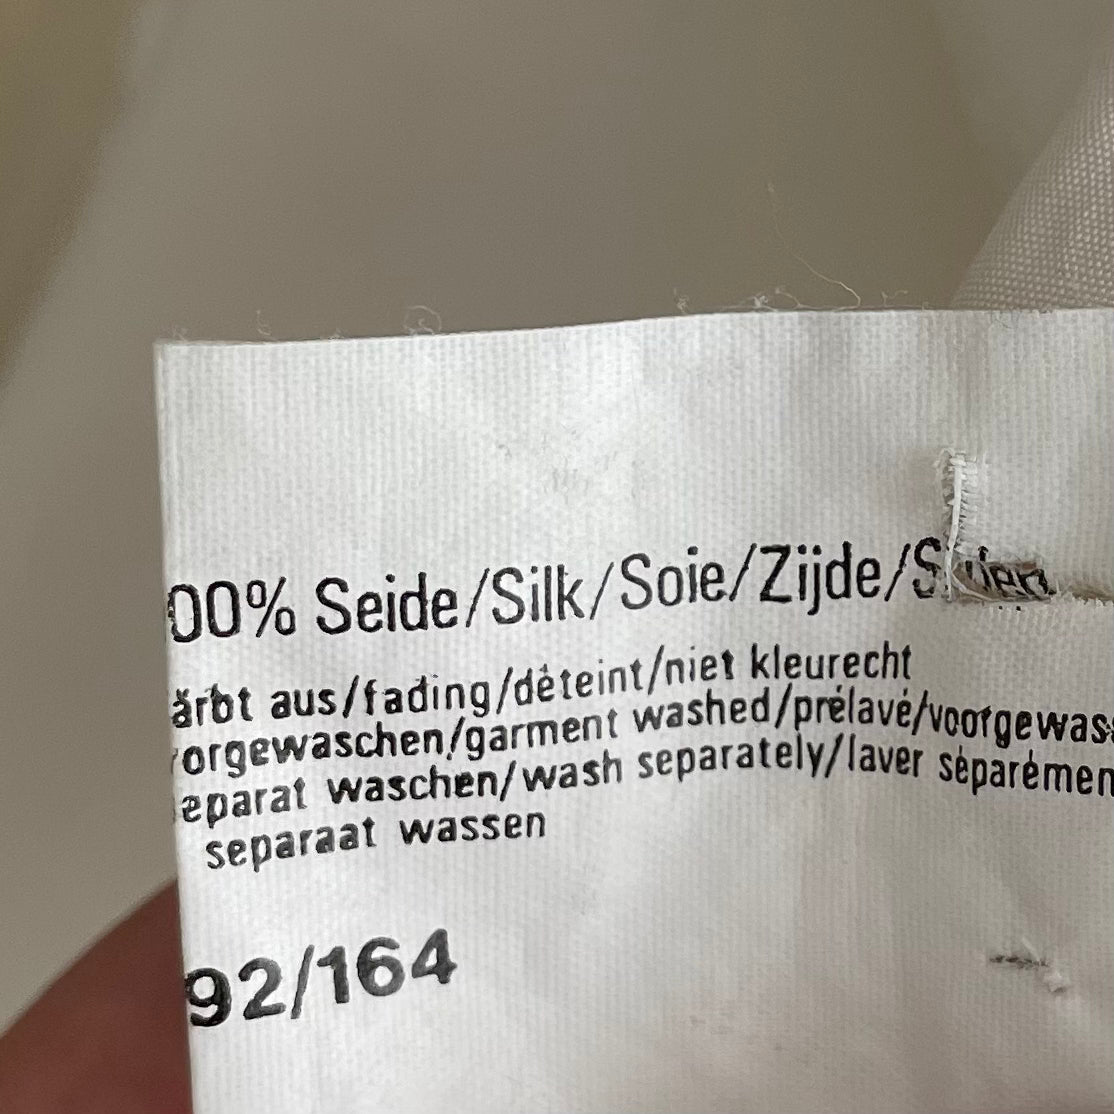 00% Seide/Silk/Soie/Zijde/S
ärbt aus/fading/déteint/niet kleurecht
orgewaschen/garment washed/prélavé/voorgewas
eparat waschen/wash separately/laver séparémen
separaat wassen
92/164